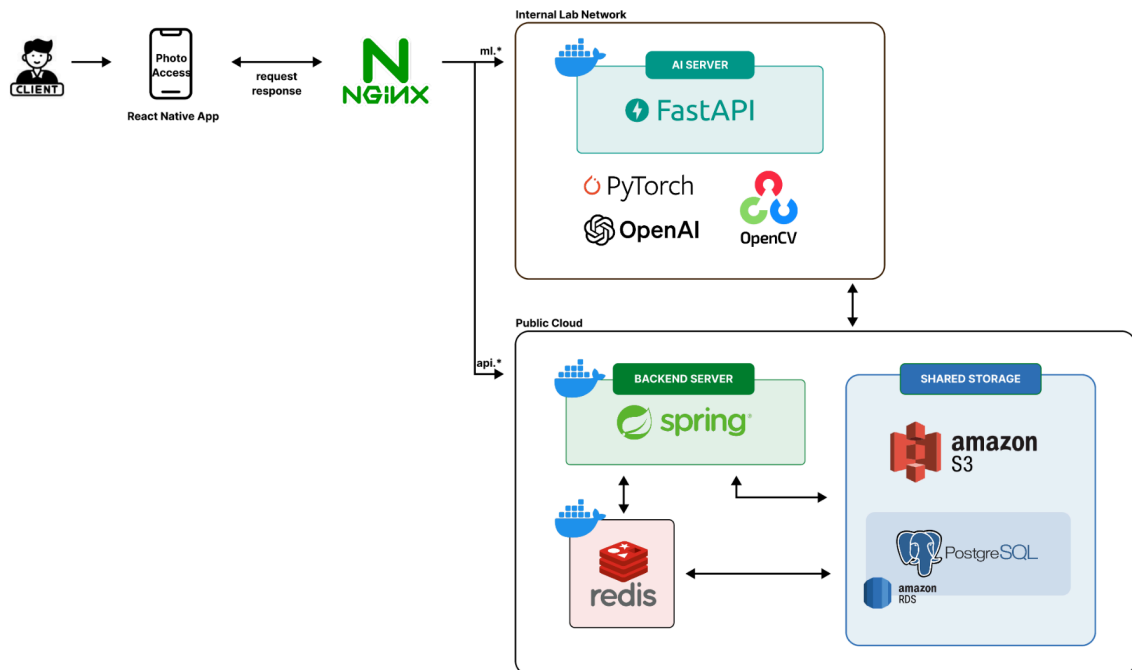 Internal Lab Network
CLIENT
Photo
Access
React Native App
request
response
NGiNX
ml.*
AI SERVER
FastAPI
PyTorch
OpenAI
OpenCV
Public Cloud
api.*
BACKEND SERVER
spring
SHARED STORAGE
amazon
S3
redis
PostgreSQL
amazon
RDS